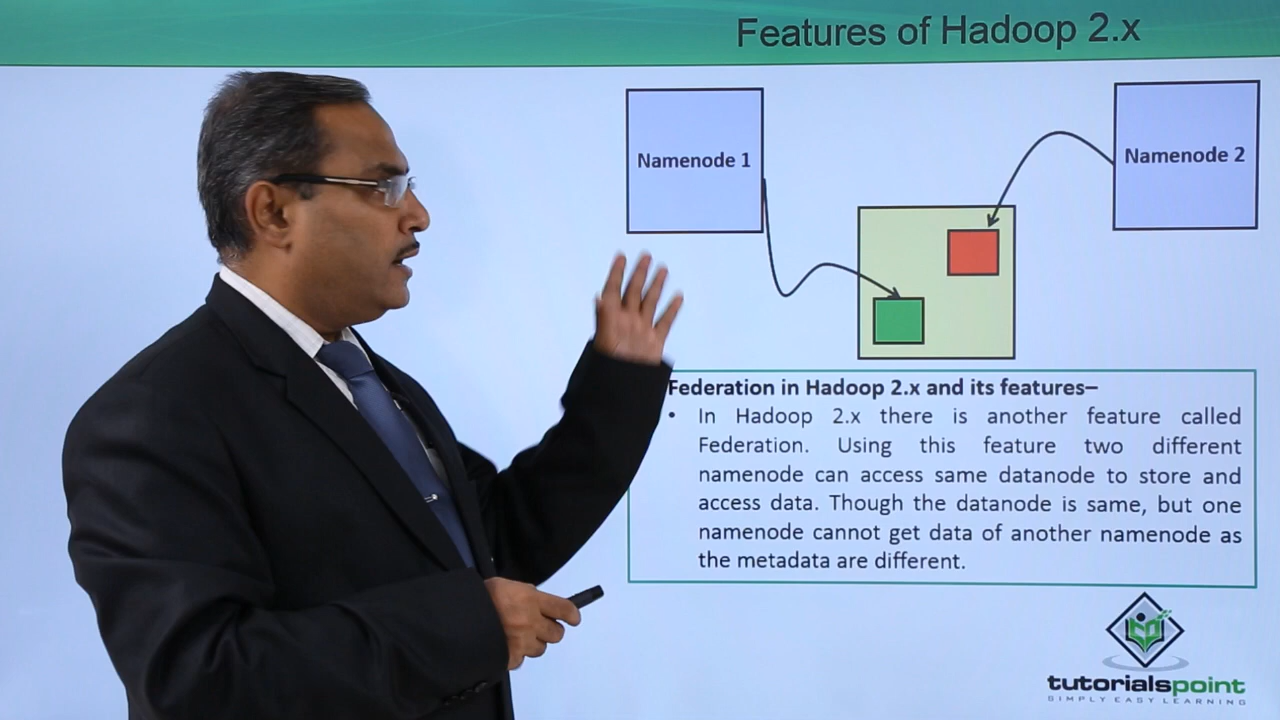 Features of Hadoop 2.x
Namenode 1
Namenode 2
Federation in Hadoop 2.x and its features–
• In Hadoop 2.x there is another feature called
Federation. Using this feature two different
namenode can access same datanode to store and
access data. Though the datanode is same, but one
namenode cannot get data of another namenode as
the metadata are different.
tutorialspoint
SIMPLY EASY LEARNING